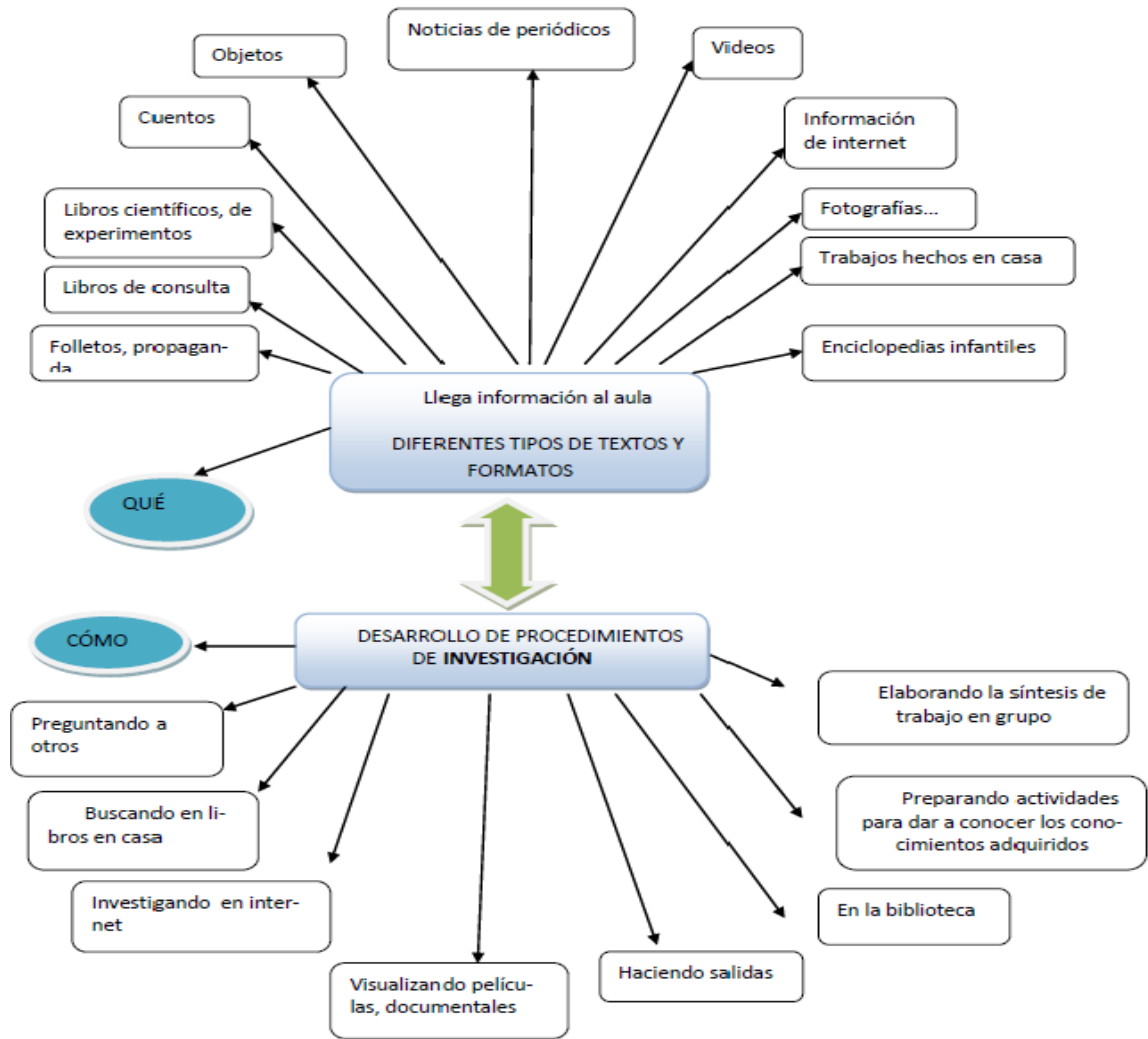 Noticias de periódicos
Objetos
Videos
Cuentos
Información
de internet
Libros científicos, de
experimentos
Fotografías...
Trabajos hechos en casa
Libros de consulta
Folletos, propagan-
da
Enciclopedias infantiles
Llega información al aula
DIFERENTES TIPOS DE TEXTOS Y
FORMATOS
QUÉ
CÓMO
DESARROLLO DE PROCEDIMIENTOS
DE INVESTIGACIÓN
Elaborando la síntesis de
trabajo en grupo
Preguntando a
otros
Preparando actividades
para dar a conocer los cono-
cimientos adquiridos
Buscando en li-
bros en casa
Investigando en inter-
net
En la biblioteca
Haciendo salidas
Visualizando pelícu-
las, documentales